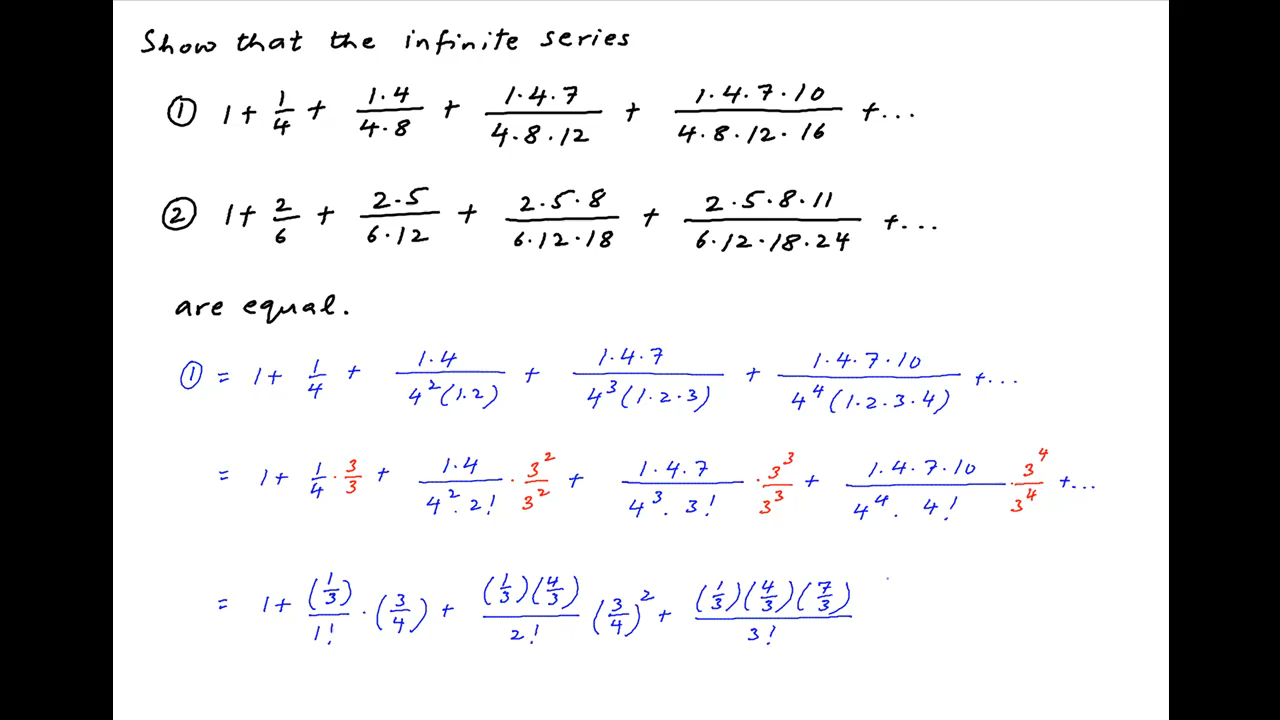 Show that the infinite series
① 1 + 1/4 + (1·4)/(4·8) + (1·4·7)/(4·8·12) + (1·4·7·10)/(4·8·12·16) + ...
② 1 + 2/6 + (2·5)/(6·12) + (2·5·8)/(6·12·18) + (2·5·8·11)/(6·12·18·24) + ...
are equal.
① = 1 + 1/4 + (1·4)/(4²(1·2)) + (1·4·7)/(4³(1·2·3)) + (1·4·7·10)/(4⁴(1·2·3·4)) + ...
= 1 + 1/4 · 3/3 + (1·4)/(4²·2!) · 3²/3² + (1·4·7)/(4³·3!) · 3³/3³ + (1·4·7·10)/(4⁴·4!) · 3⁴/3⁴ + ...
= 1 + (1/3)/1! · (3/4) + (1/3)(4/3)/2! (3/4)² + (1/3)(4/3)(7/3)/3!